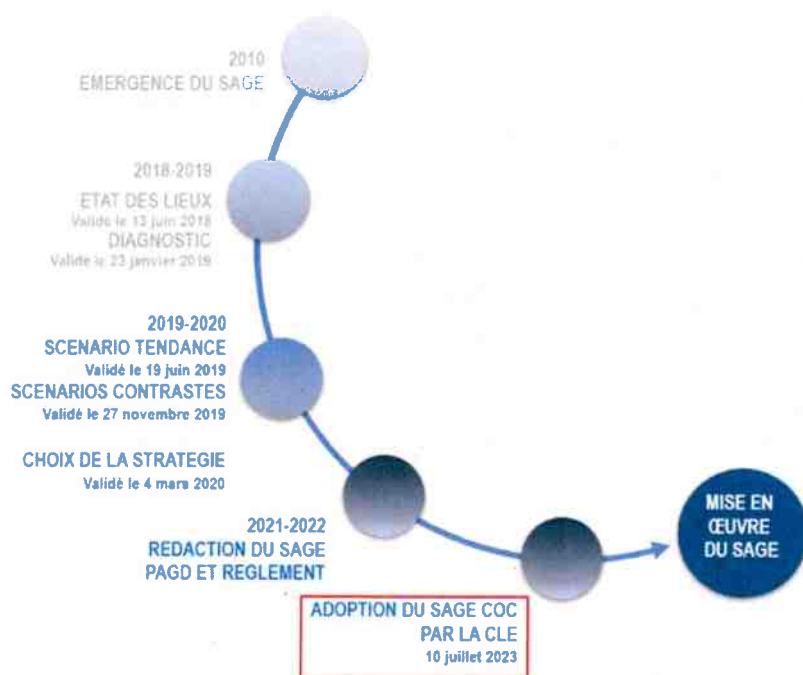 2010
EMERGENCE DU SAGE
2018-2019
ETAT DES LIEUX
Validé le 13 juin 2018
DIAGNOSTIC
Validé le 23 janvier 2019
2019-2020
SCENARIO TENDANCE
Validé le 19 juin 2019
SCENARIOS CONTRASTES
Validé le 27 novembre 2019
CHOIX DE LA STRATEGIE
Validé le 4 mars 2020
2021-2022
REDACTION DU SAGE
PAGD ET REGLEMENT
ADOPTION DU SAGE COC
PAR LA CLE
10 juillet 2023
MISE EN
ŒUVRE
DU SAGE